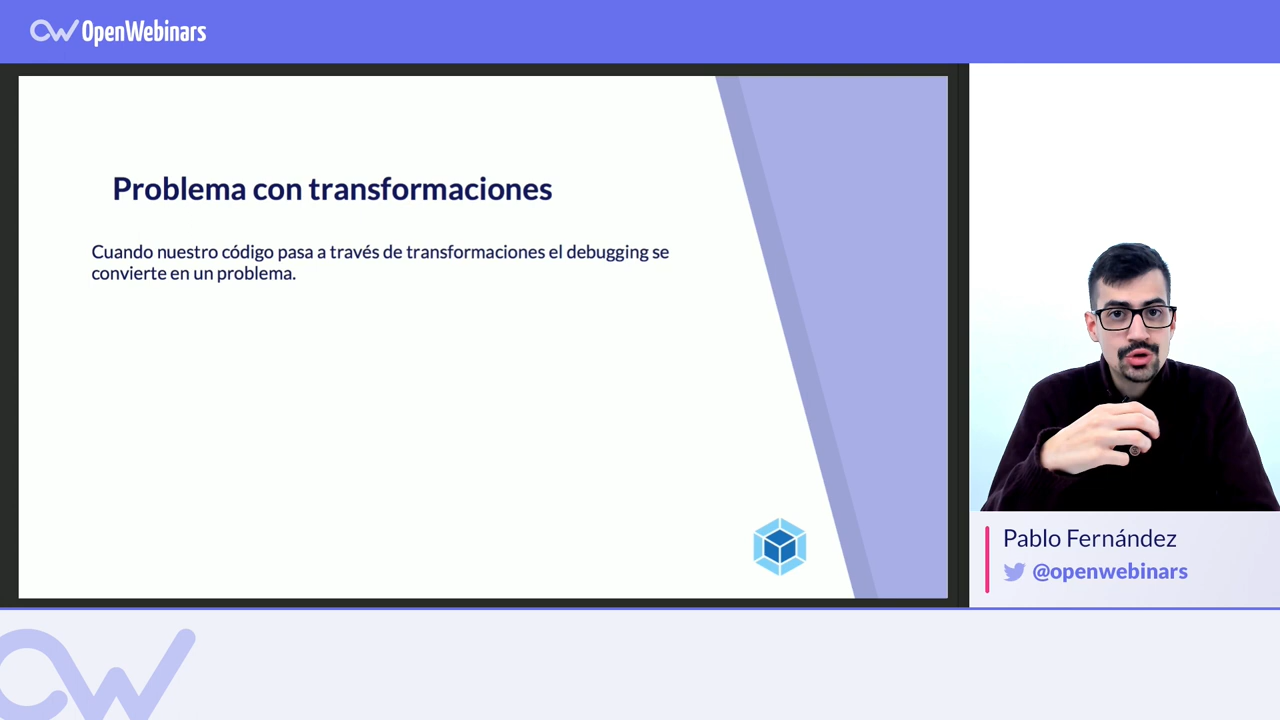 OpenWebinars
Problema con transformaciones
Cuando nuestro código pasa a través de transformaciones el debugging se
convierte en un problema.
Pablo Fernández
@openwebinars